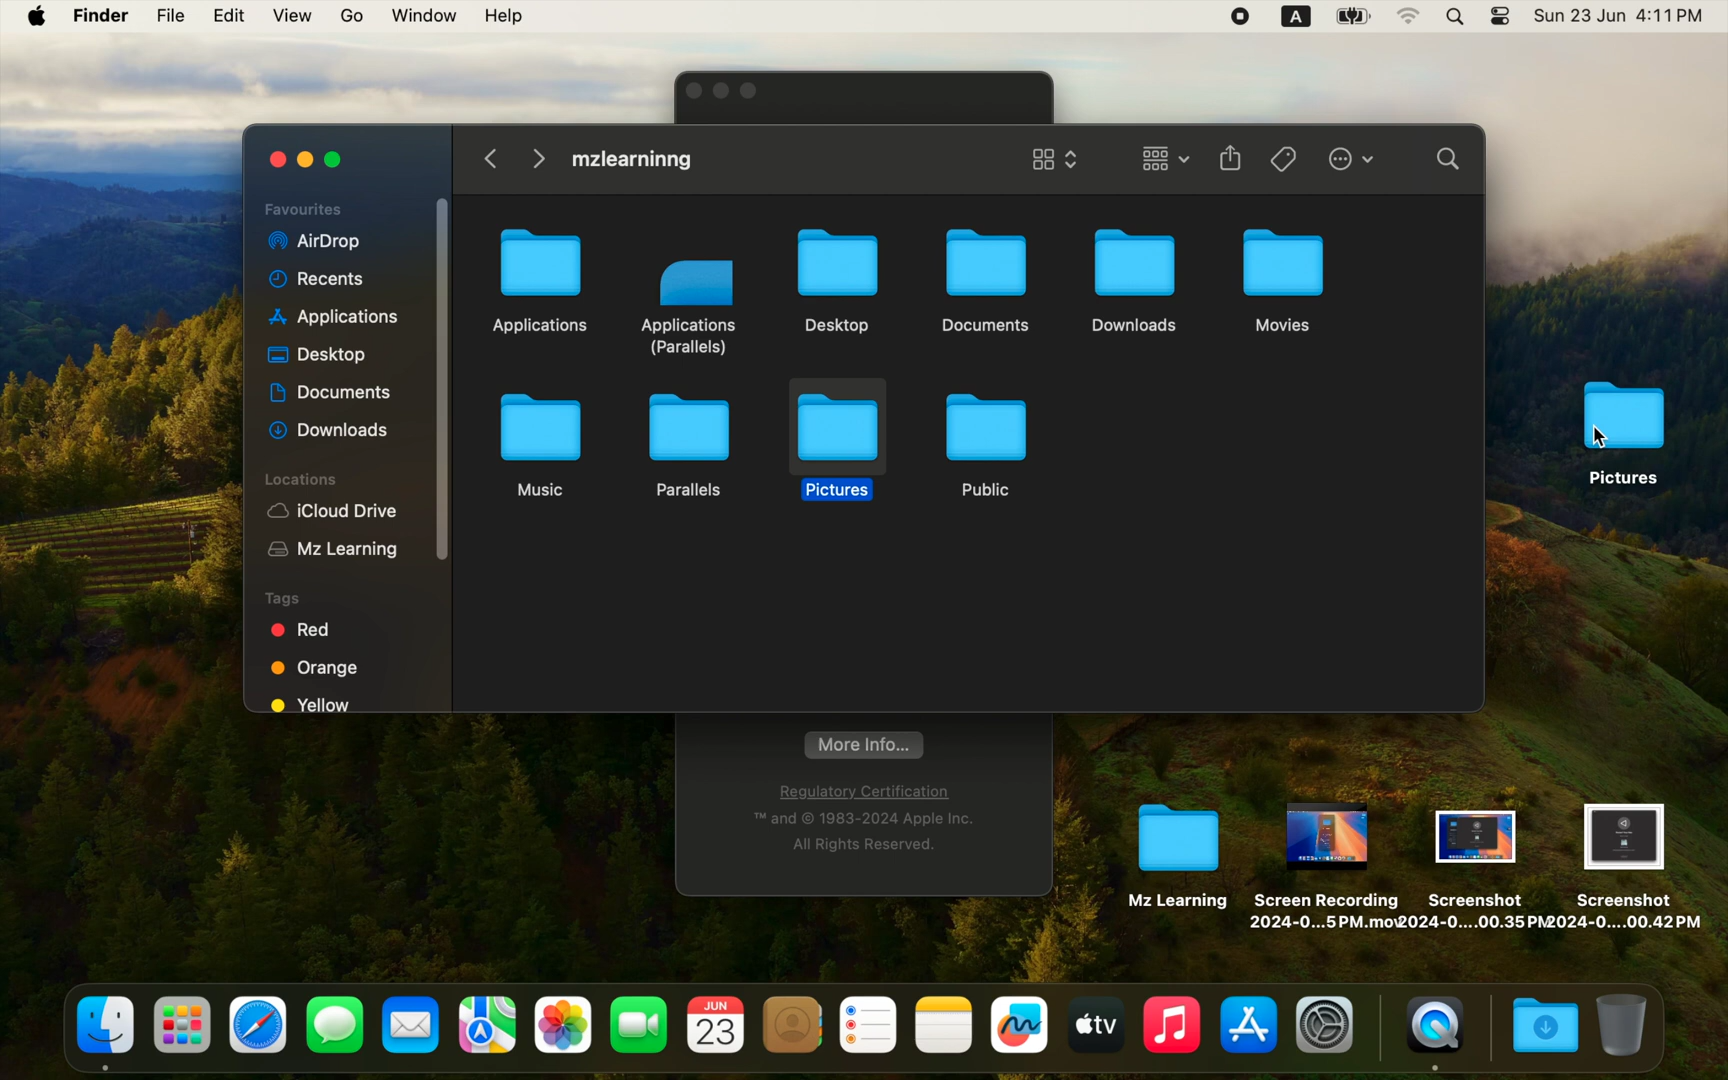 Finder File Edit View Go Window Help
A
Sun 23 Jun 4:11 PM
mzlearninng
Favourites
AirDrop
Recents
Applications
Desktop
Documents
Downloads
Locations
iCloud Drive
Mz Learning
Tags
Red
Orange
Yellow
Applications
Applications
(Parallels)
Desktop
Documents
Downloads
Movies
Music
Parallels
Pictures
Public
Pictures
More Info...
Regulatory Certification
™ and © 1983-2024 Apple Inc.
All Rights Reserved.
Mz Learning
Screen Recording
2024-0...5 PM.mov
Screenshot
2024-0....00.35 PM
Screenshot
2024-0....00.42 PM
JUN
23
tv